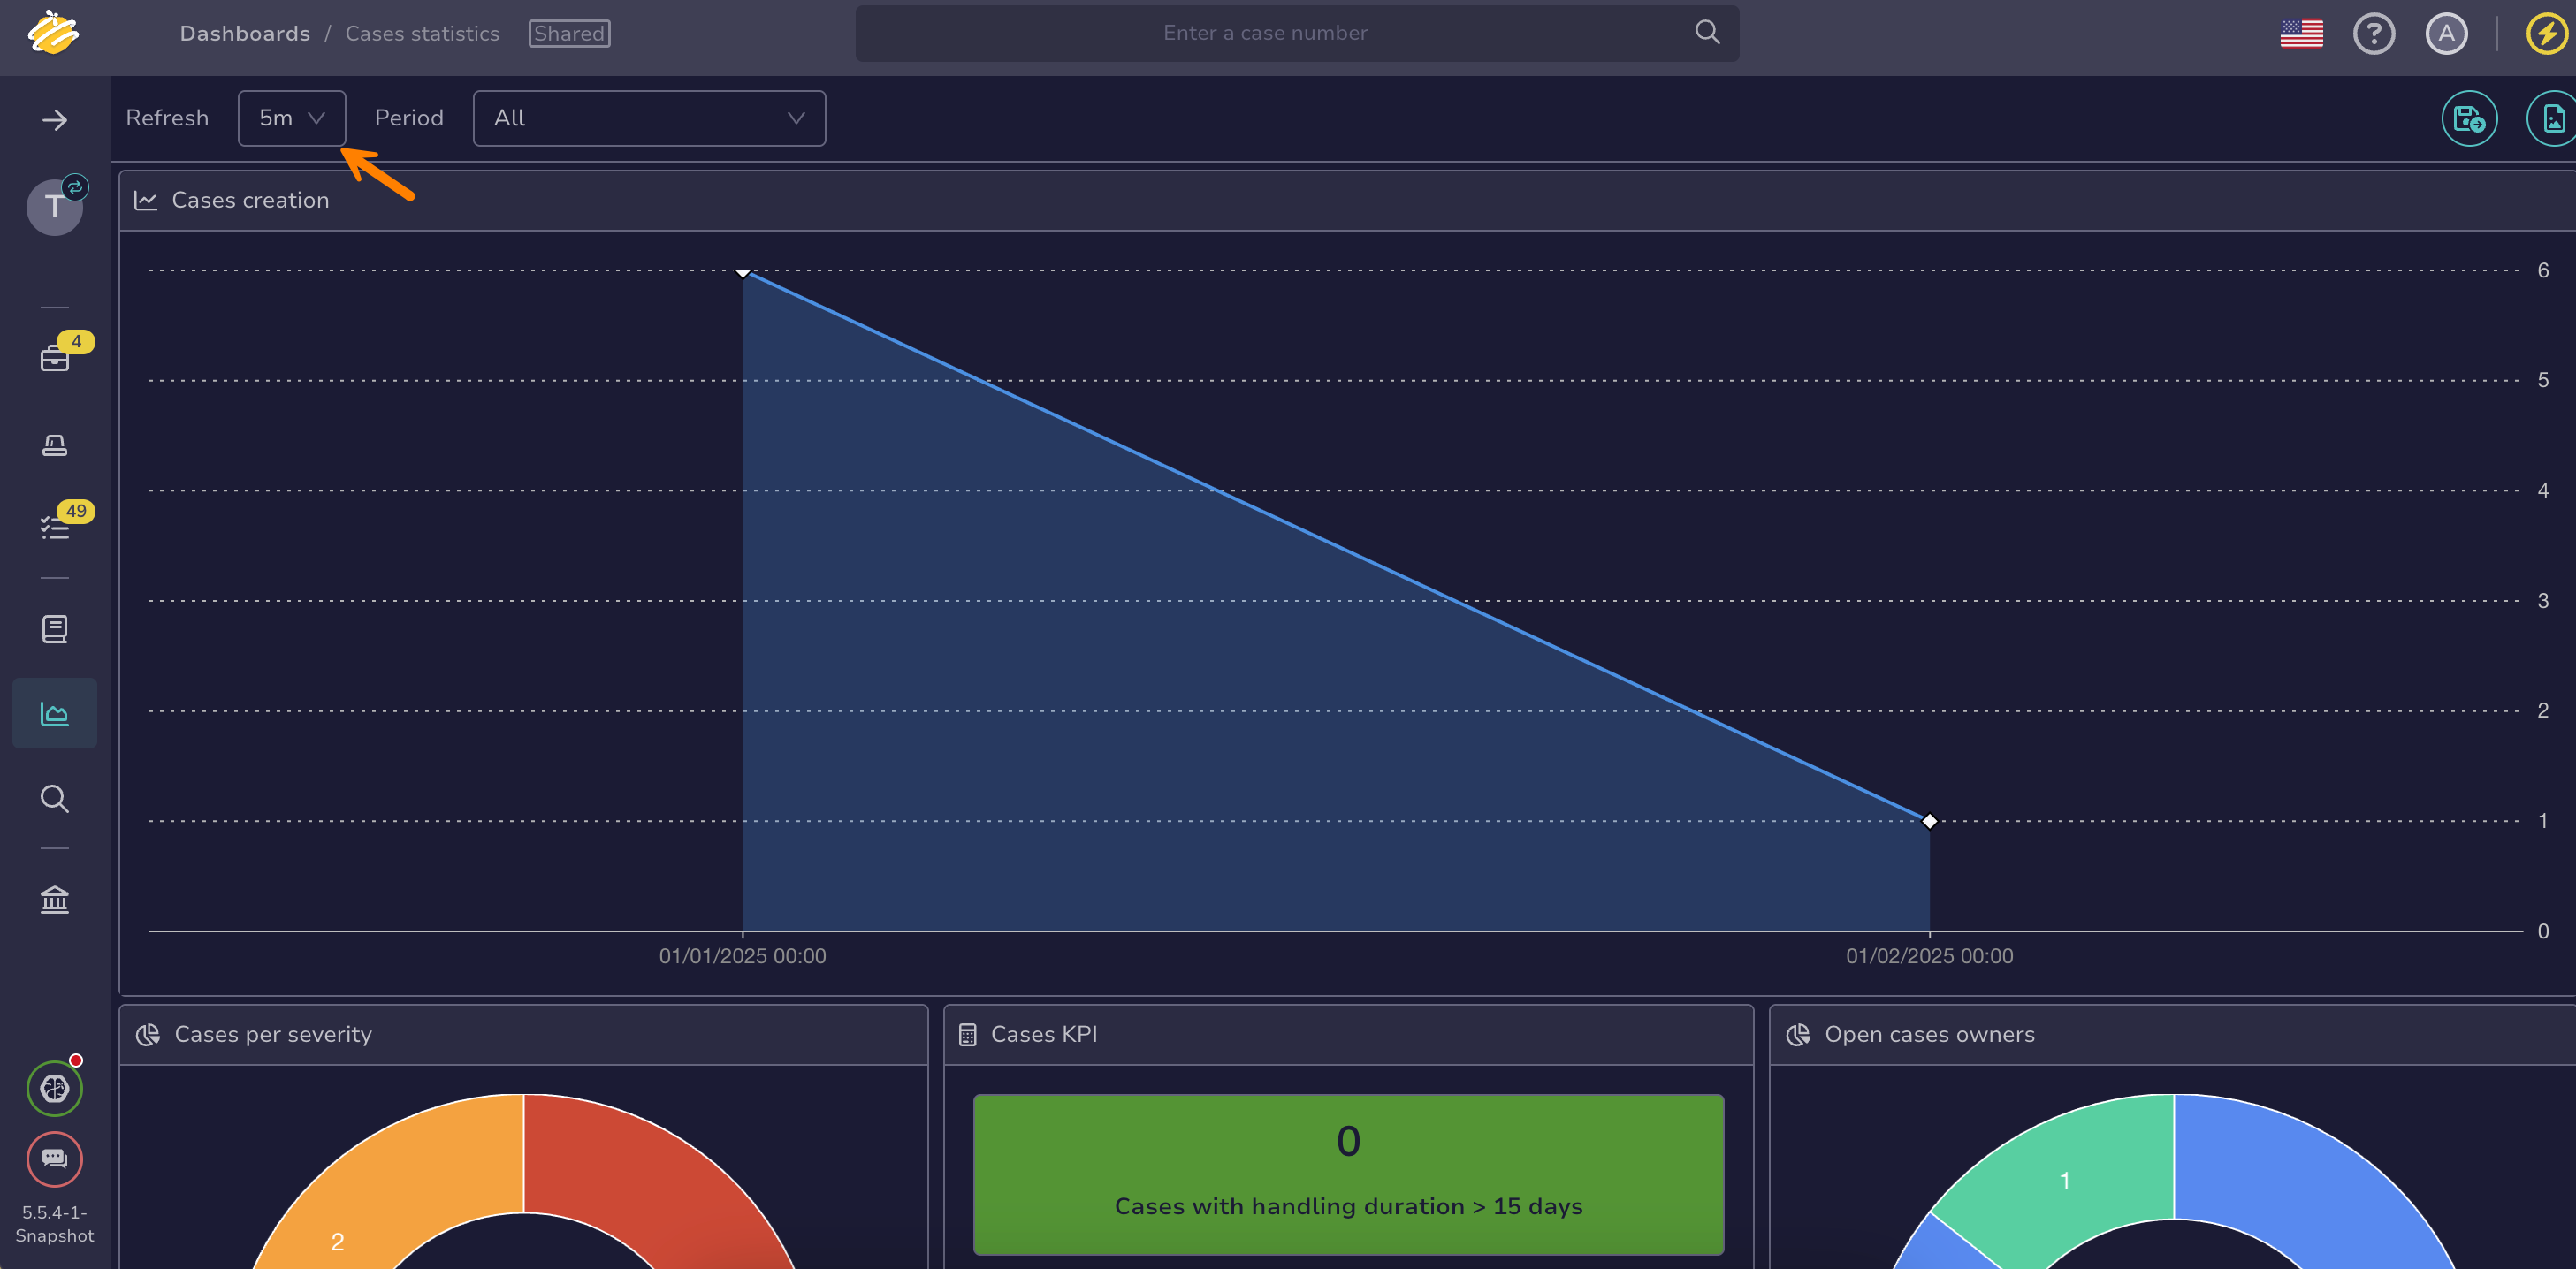 Dashboards / Cases statistics Shared
Enter a case number
? A
Refresh 5m Period All
T
Cases creation
4
49
6
5
4
3
2
1
0
01/01/2025 00:00 01/02/2025 00:00
Cases per severity
2
Cases KPI
0
Cases with handling duration > 15 days
Open cases owners
1
5.5.4-1-
Snapshot